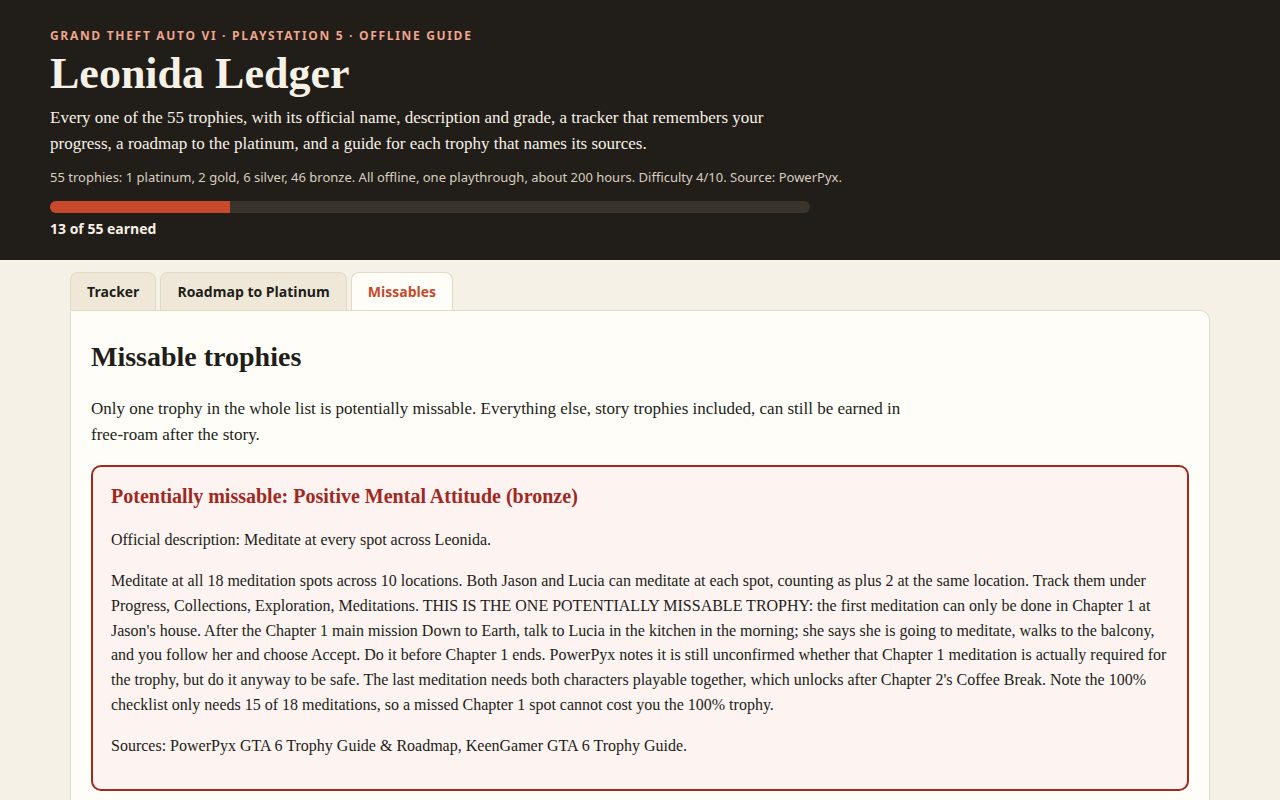 GRAND THEFT AUTO VI · PLAYSTATION 5 · OFFLINE GUIDE
Leonida Ledger
Every one of the 55 trophies, with its official name, description and grade, a tracker that remembers your
progress, a roadmap to the platinum, and a guide for each trophy that names its sources.
55 trophies: 1 platinum, 2 gold, 6 silver, 46 bronze. All offline, one playthrough, about 200 hours. Difficulty 4/10. Source: PowerPyx.
13 of 55 earned
Tracker
Roadmap to Platinum
Missables
Missable trophies
Only one trophy in the whole list is potentially missable. Everything else, story trophies included, can still be earned in
free-roam after the story.
Potentially missable: Positive Mental Attitude (bronze)
Official description: Meditate at every spot across Leonida.
Meditate at all 18 meditation spots across 10 locations. Both Jason and Lucia can meditate at each spot, counting as plus 2 at the same location. Track them under
Progress, Collections, Exploration, Meditations. THIS IS THE ONE POTENTIALLY MISSABLE TROPHY: the first meditation can only be done in Chapter 1 at
Jason's house. After the Chapter 1 main mission Down to Earth, talk to Lucia in the kitchen in the morning; she says she is going to meditate, walks to the balcony,
and you follow her and choose Accept. Do it before Chapter 1 ends. PowerPyx notes it is still unconfirmed whether that Chapter 1 meditation is actually required for
the trophy, but do it anyway to be safe. The last meditation needs both characters playable together, which unlocks after Chapter 2's Coffee Break. Note the 100%
checklist only needs 15 of 18 meditations, so a missed Chapter 1 spot cannot cost you the 100% trophy.
Sources: PowerPyx GTA 6 Trophy Guide & Roadmap, KeenGamer GTA 6 Trophy Guide.